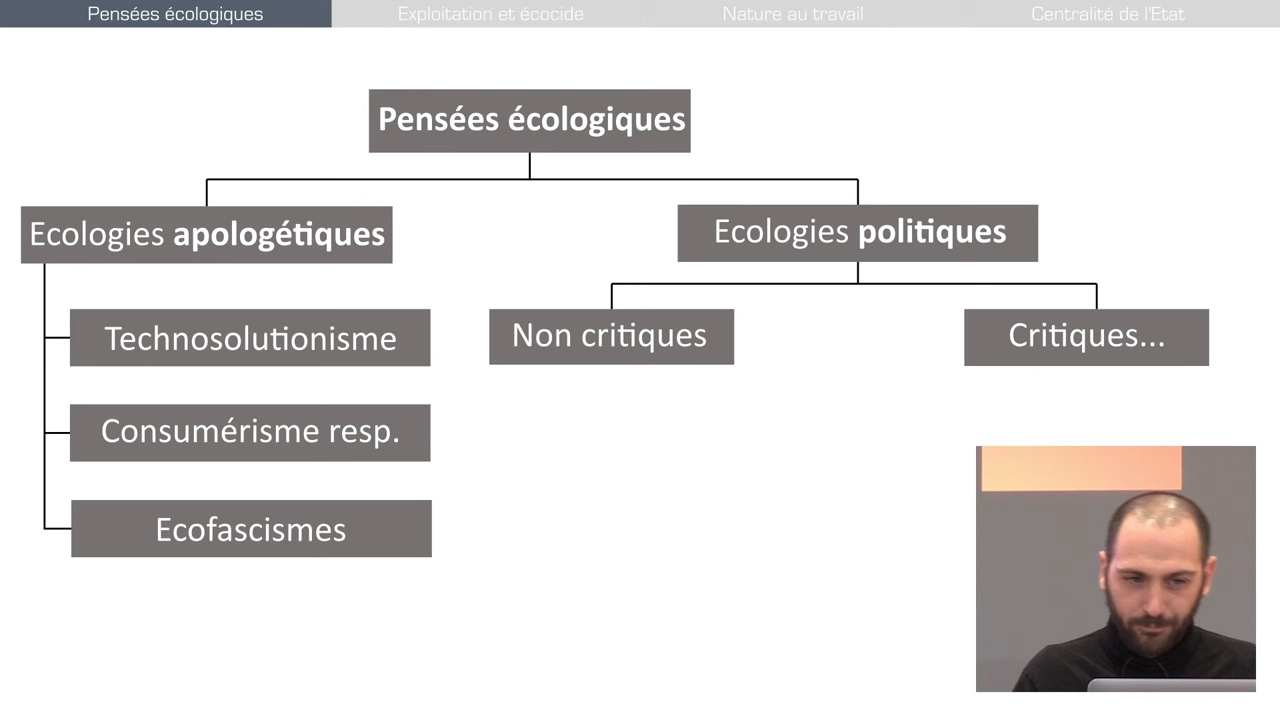 Pensées écologiques
Exploitation et écocide
Nature au travail
Centralité de l'Etat
Pensées écologiques
Ecologies apologétiques
Ecologies politiques
Technosolutionisme
Non critiques
Critiques...
Consumérisme resp.
Ecofascismes